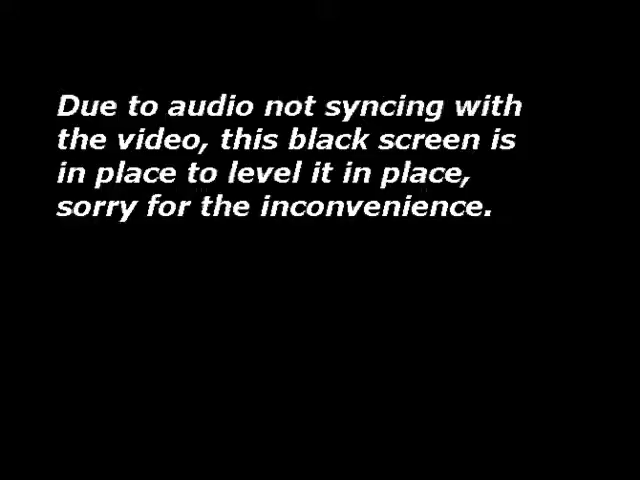 Due to audio not syncing with
the video, this black screen is
in place to level it in place,
sorry for the inconvenience.